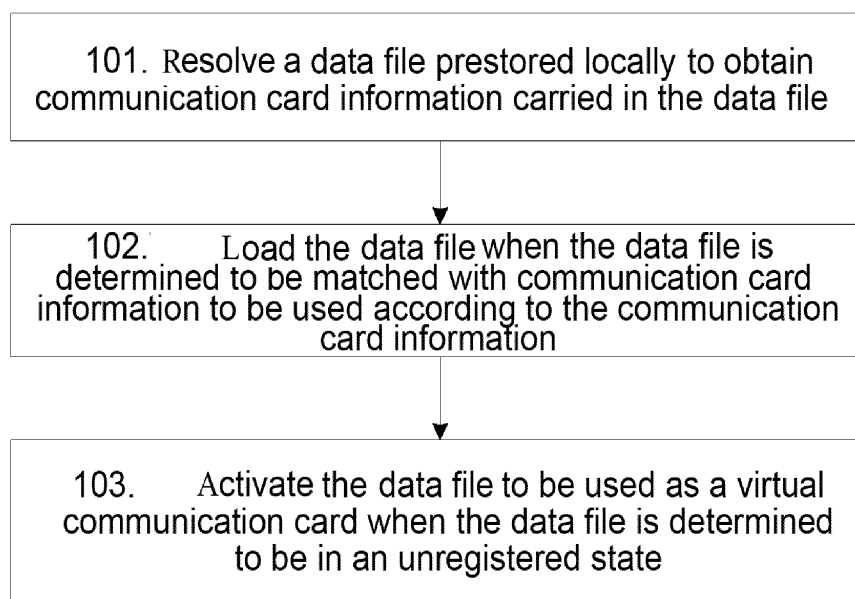 101. Resolve a data file prestored locally to obtain
communication card information carried in the data file
102. Load the data file when the data file is
determined to be matched with communication card
information to be used according to the communication
card information
103. Activate the data file to be used as a virtual
communication card when the data file is determined
to be in an unregistered state